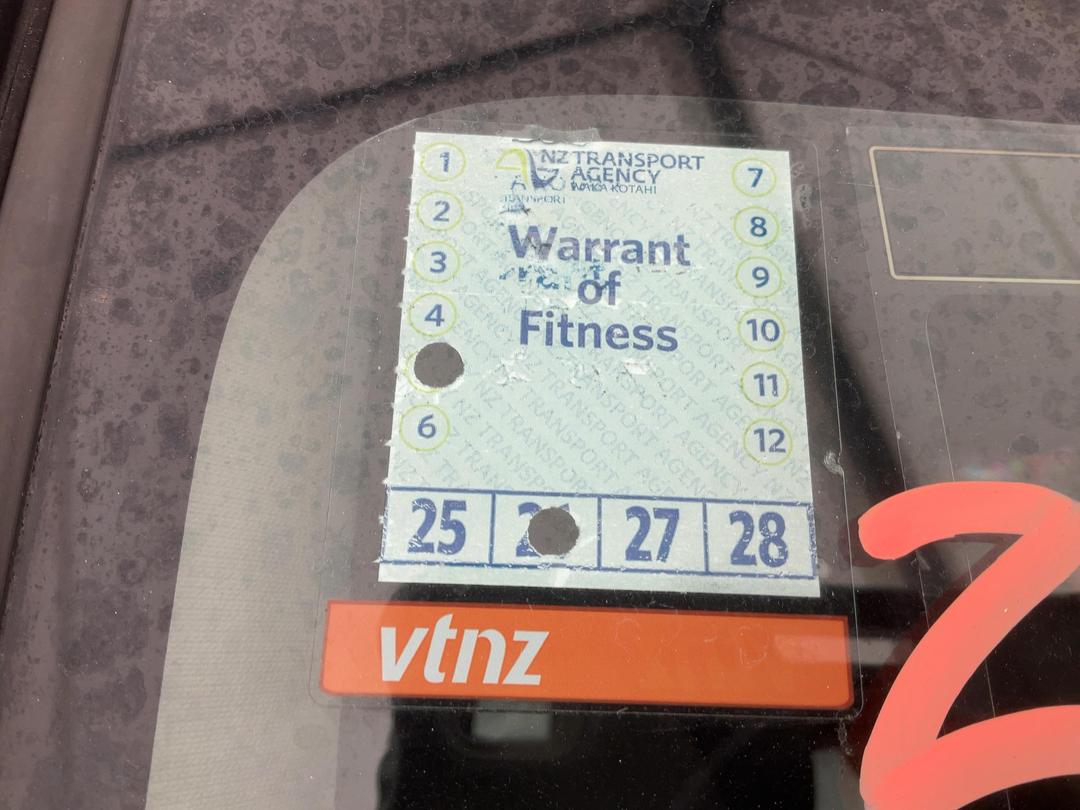 NZ TRANSPORT
AGENCY
WAKA KOTAHI
Warrant
of
Fitness
1
2
3
4
6
7
8
9
10
11
12
25 27 28
vtnz